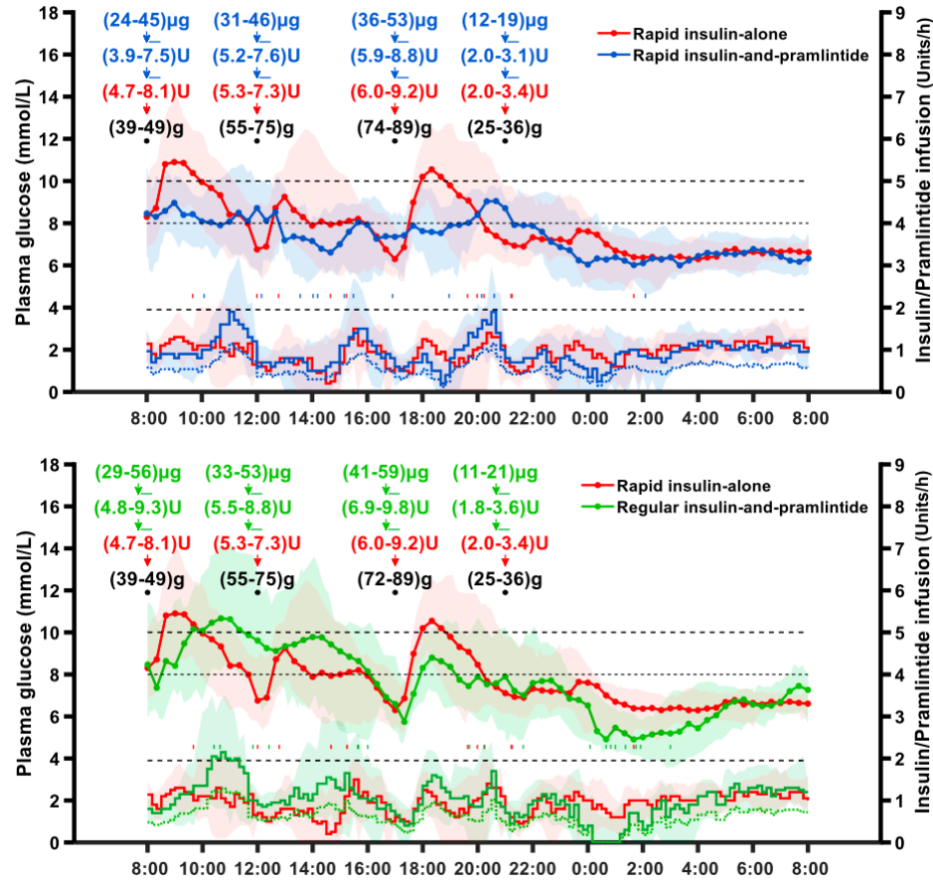 (24-45)µg (31-46)µg (36-53)µg (12-19)µg
(3.9-7.5)U (5.2-7.6)U (5.9-8.8)U (2.0-3.1)U
(4.7-8.1)U (5.3-7.3)U (6.0-9.2)U (2.0-3.4)U
(39-49)g (55-75)g (74-89)g (25-36)g
Rapid insulin-alone
Rapid insulin-and-pramlintide
Plasma glucose (mmol/L)
18
16
14
12
10
8
6
4
2
0
Insulin/Pramlintide infusion (Units/h)
9
8
7
6
5
4
3
2
1
0
8:00 10:00 12:00 14:00 16:00 18:00 20:00 22:00 0:00 2:00 4:00 6:00 8:00
(29-56)µg (33-53)µg (41-59)µg (11-21)µg
(4.8-9.3)U (5.5-8.8)U (6.9-9.8)U (1.8-3.6)U
(4.7-8.1)U (5.3-7.3)U (6.0-9.2)U (2.0-3.4)U
(39-49)g (55-75)g (72-89)g (25-36)g
Rapid insulin-alone
Regular insulin-and-pramlintide
Plasma glucose (mmol/L)
18
16
14
12
10
8
6
4
2
0
Insulin/Pramlintide infusion (Units/h)
9
8
7
6
5
4
3
2
1
0
8:00 10:00 12:00 14:00 16:00 18:00 20:00 22:00 0:00 2:00 4:00 6:00 8:00